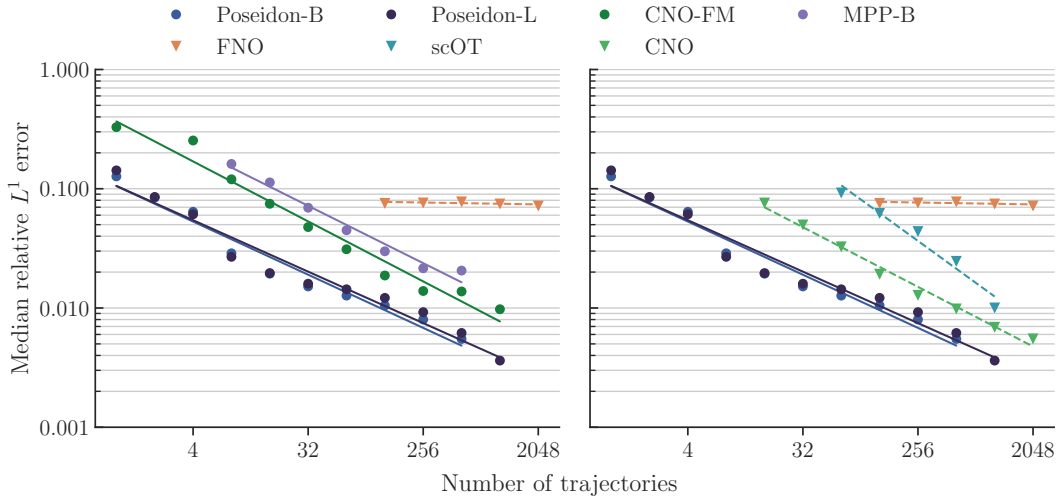 Poseidon-B Poseidon-L CNO-FM MPP-B
FNO scOT CNO
Median relative L¹ error
1.000
0.100
0.010
0.001
4 32 256 2048
4 32 256 2048
Number of trajectories